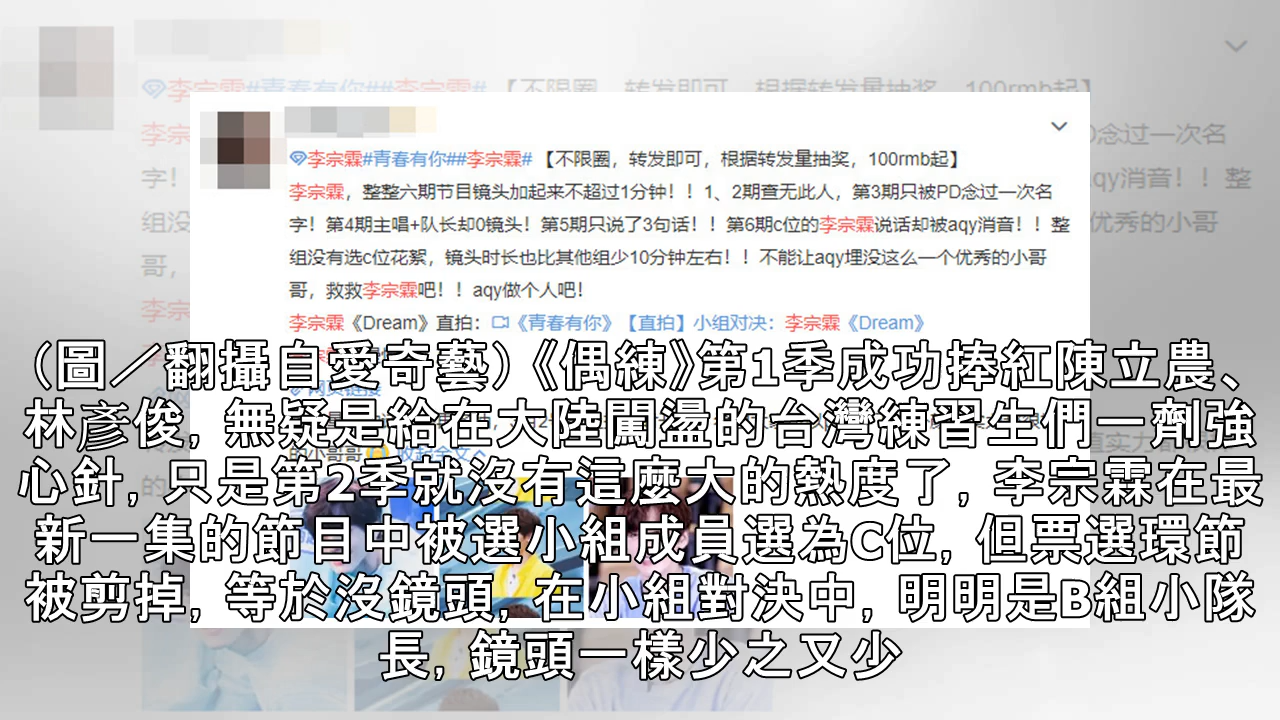 李宗霖#青春有你##李宗霖# 【不限圈，转发即可，根据转发量抽奖，100rmb起】
李宗霖，整整六期节目镜头加起来不超过1分钟！！1、2期查无此人，第3期只被PD念过一次名
字！第4期主唱+队长却0镜头！第5期只说了3句话！！第6期c位的李宗霖说话却被aqy消音！！整
组没有选c位花絮，镜头时长也比其他组少10分钟左右！！不能让aqy埋没这么一个优秀的小哥
哥，救救李宗霖吧！！aqy做个人吧！
李宗霖《Dream》直拍：《青春有你》【直拍】小组对决：李宗霖《Dream》
网页链接
的小哥哥 收起全文
(圖／翻攝自愛奇藝)《偶練》第1季成功捧紅陳立農、
林彥俊, 無疑是給在大陸闖盪的台灣練習生們一劑強
心針, 只是第2季就沒有這麼大的熱度了, 李宗霖在最
新一集的節目中被選小組成員選為C位, 但票選環節
被剪掉, 等於沒鏡頭, 在小組對決中, 明明是B組小隊
長, 鏡頭一樣少之又少